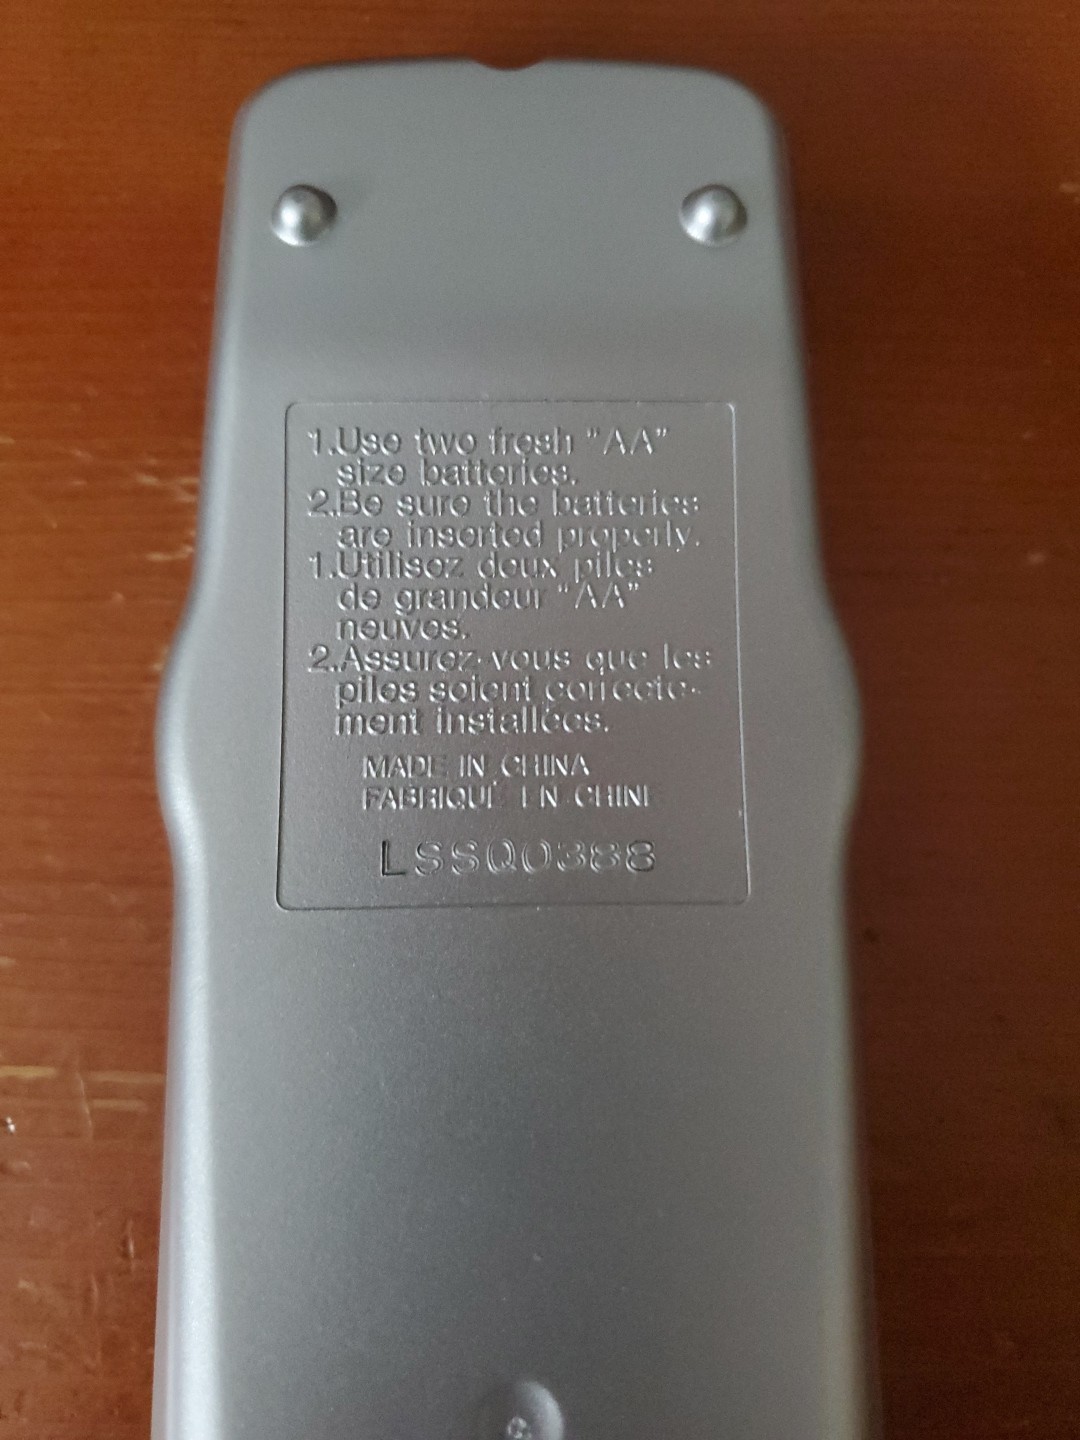 1.Use two fresh “AA”
size batteries.
2.Be sure the batteries
are inserted properly.
1.Utilisez deux piles
de grandeur “AA”
neuves.
2.Assurez-vous que les
piles soient correcte-
ment installées.
MADE IN CHINA
FABRIQUÉ EN CHINE
LSSQ0388